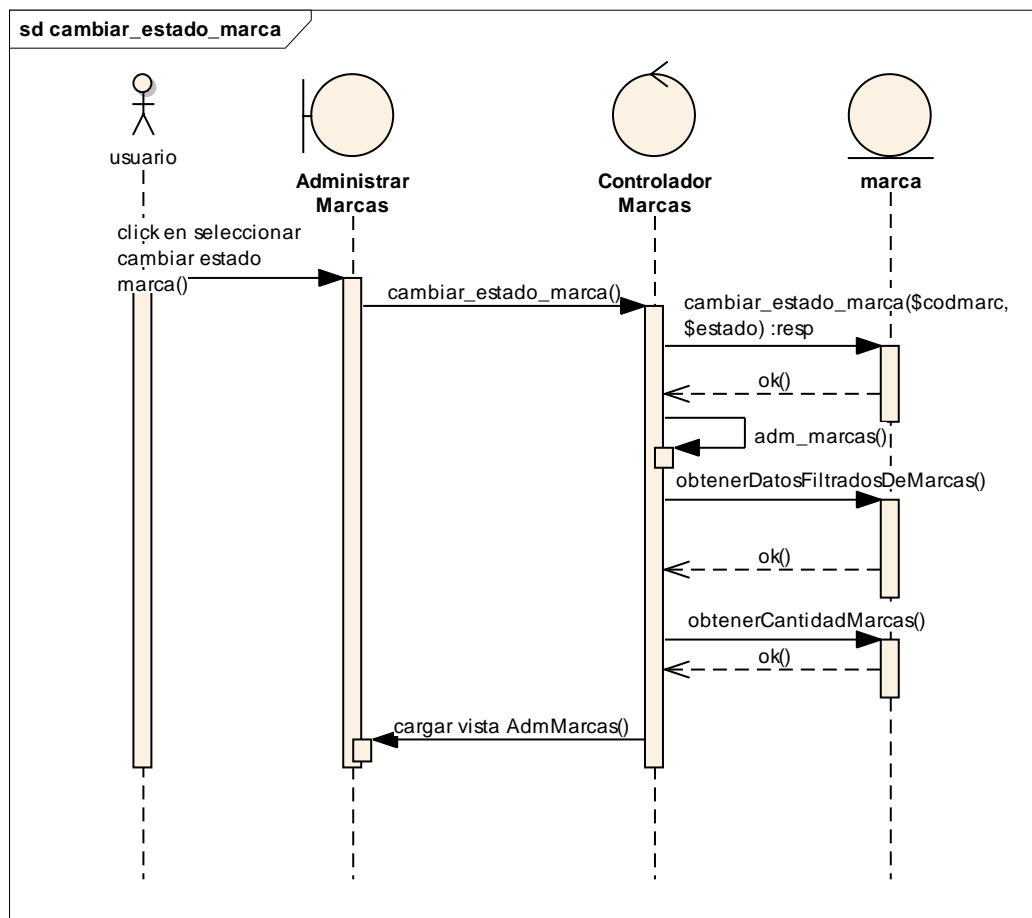 sd cambiar_estado_marca
usuario
Administrar
Marcas
Controlador
Marcas
marca
click en seleccionar
cambiar estado
marca()
cambiar_estado_marca()
cambiar_estado_marca($codmarc,
$estado) :resp
ok()
adm_marcas()
obtenerDatosFiltradosDeMarcas()
ok()
obtenerCantidadMarcas()
ok()
cargar vista AdmMarcas()